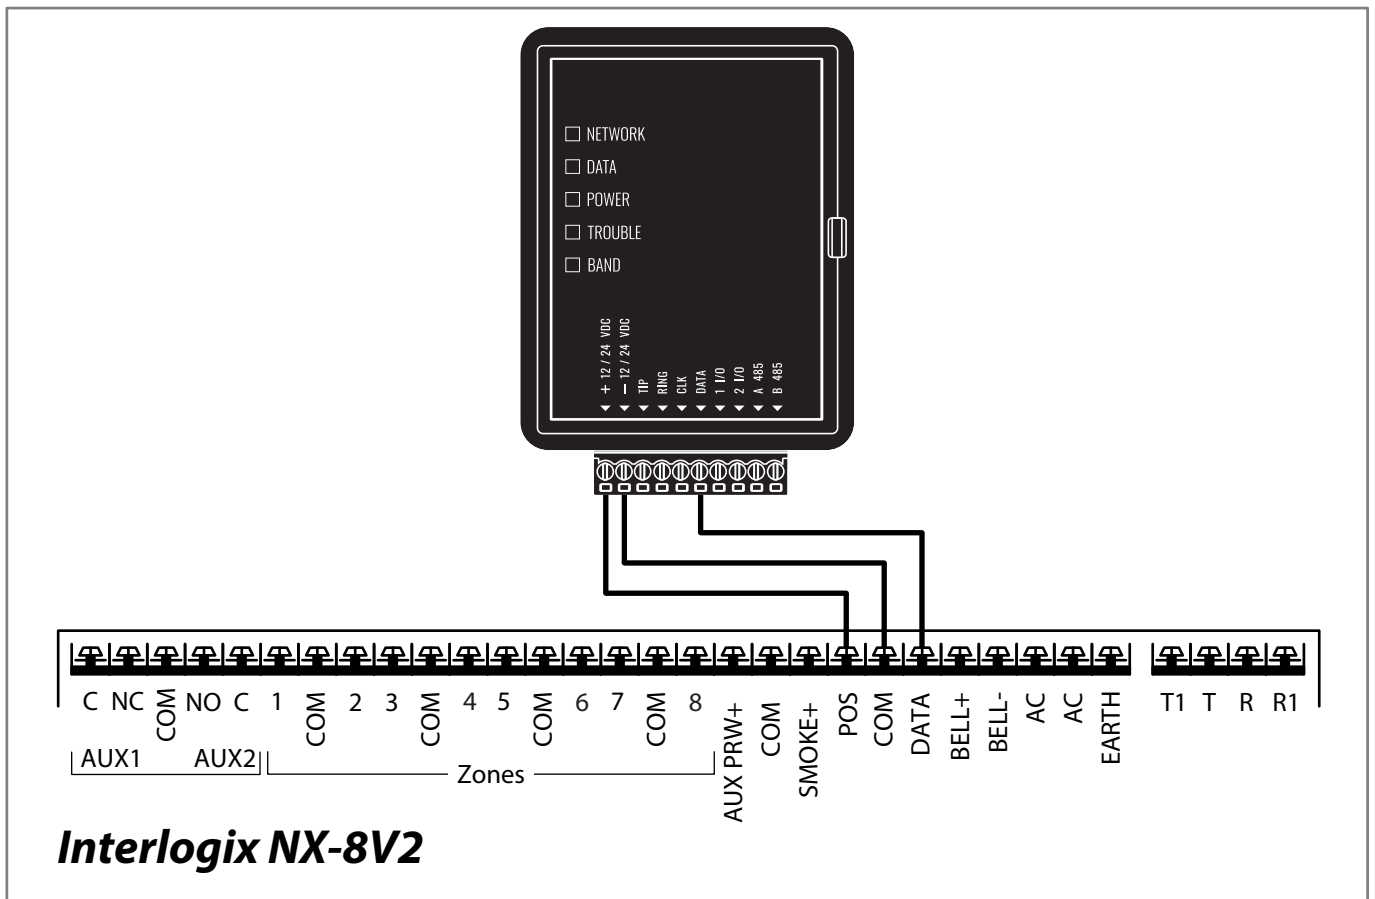 NETWORK
DATA
POWER
TROUBLE
BAND
+ 12 / 24 VDC
− 12 / 24 VDC
TIP
RING
CLK
DATA
1 I/O
2 I/O
A 485
B 485
C NC COM NO C 1 COM 2 3 COM 4 5 COM 6 7 COM 8 AUX PRW+ COM SMOKE+ POS COM DATA BELL+ BELL- AC AC EARTH T1 T R R1
AUX1 AUX2 Zones
Interlogix NX-8V2